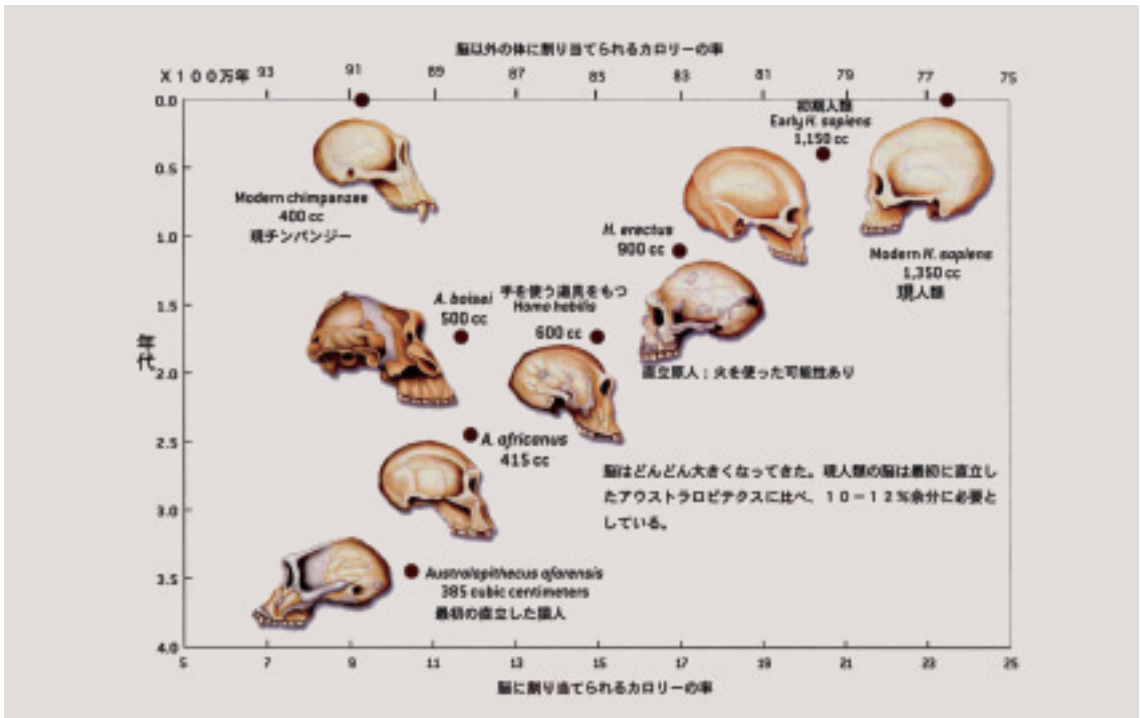 脳以外の体に割り当てられるカロリーの率
X100万年 93 91 89 87 85 83 81 79 77 75
0.0
初期人類
Early H. sapiens
1,150 cc
0.5
Modern chimpanzee
400 cc
現チンパンジー
1.0
H. erectus
900 cc
Modern H. sapiens
1,350 cc
現人類
1.5
A. boisei
500 cc
手を使う道具をもつ
Homo habilis
600 cc
年代
直立原人；火を使った可能性あり
2.0
2.5
A. africanus
415 cc
脳はどんどん大きくなってきた。現人類の脳は最初に直立し
たアウストラロピテクスに比べ、１０－１２％余分に必要と
している。
3.0
3.5
Australopithecus afarensis
385 cubic centimeters
最初の直立した猿人
4.0
5 7 9 11 13 15 17 19 21 23 25
脳に割り当てられるカロリーの率